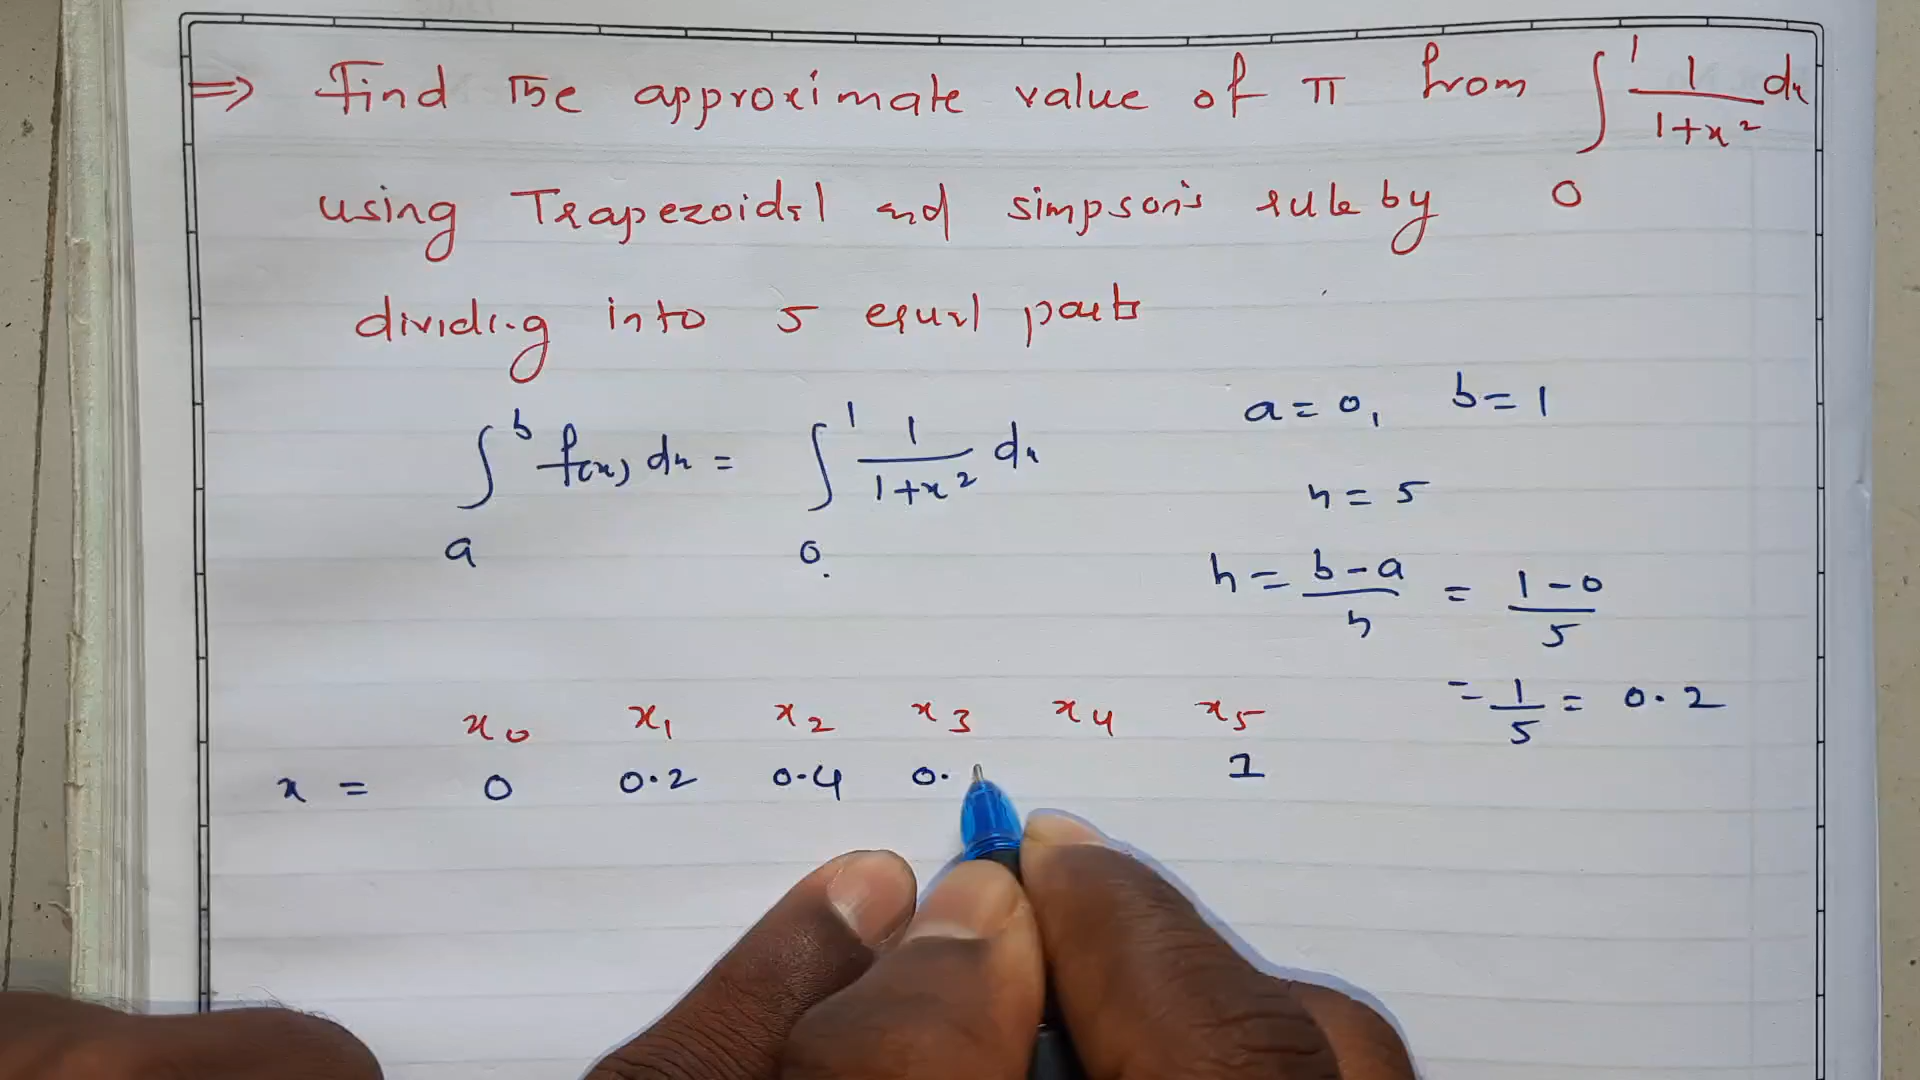 ⇒ Find the approximate value of π from ∫₀¹ 1/(1+x²) dx
using Trapezoidal and simpson's rule by
dividing into 5 equal parts
∫ₐᵇ f(x) dx = ∫₀¹ 1/(1+x²) dx
a = 0, b = 1
n = 5
h = (b-a)/n = (1-0)/5
= 1/5 = 0.2
x₀ x₁ x₂ x₃ x₄ x₅
x = 0 0.2 0.4 0. 1